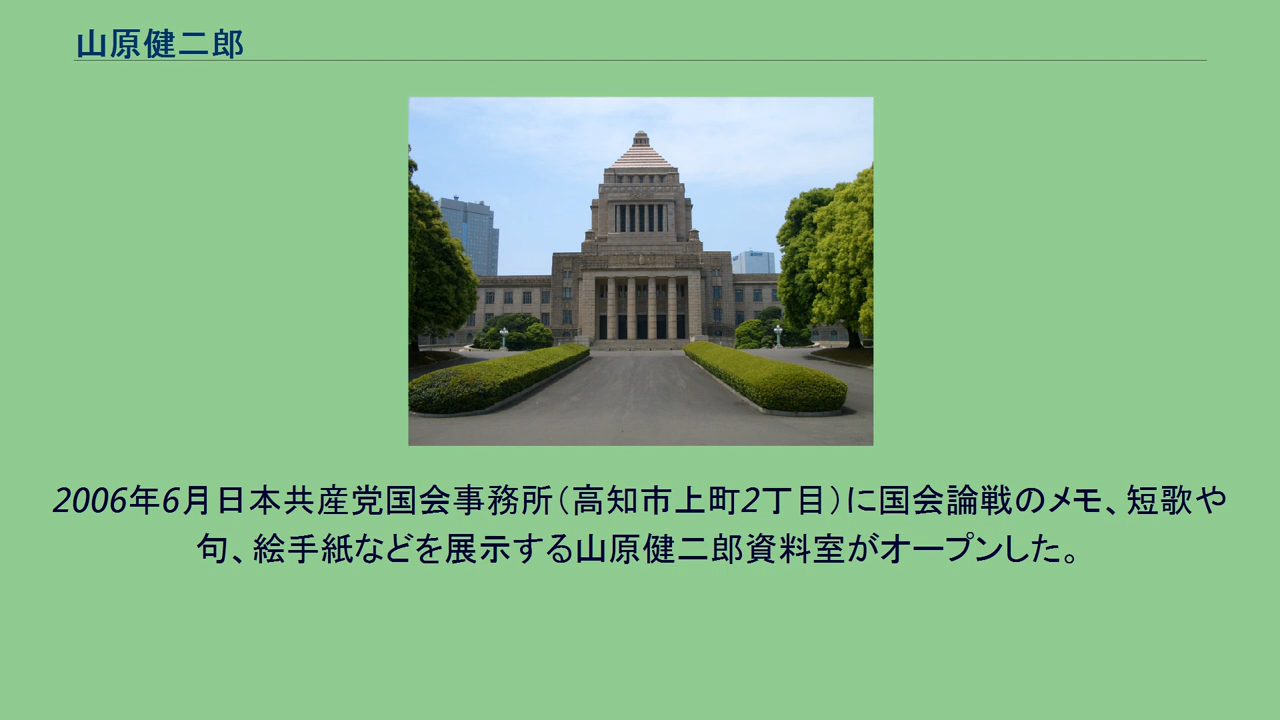 山原健二郎
2006年6月日本共産党国会事務所（高知市上町2丁目）に国会論戦のメモ、短歌や
句、絵手紙などを展示する山原健二郎資料室がオープンした。